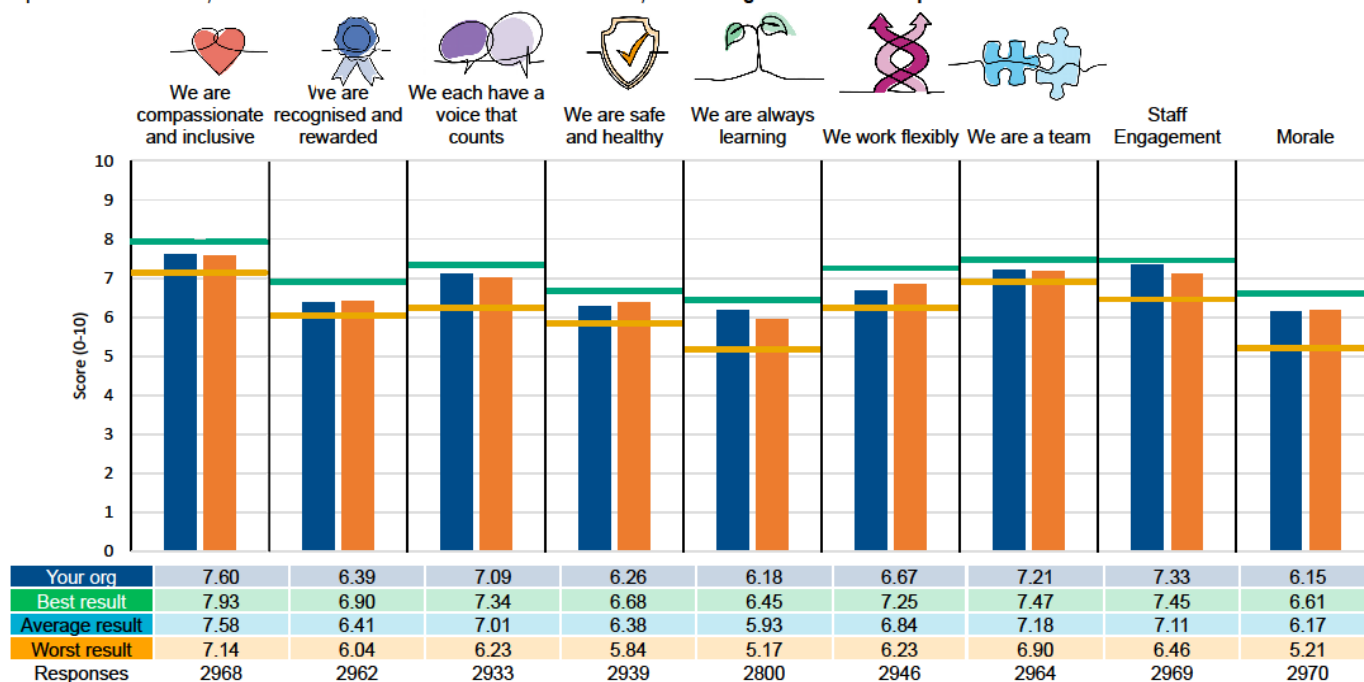 We are
compassionate
and inclusive
We are
recognised and
rewarded
We each have a
voice that
counts
We are safe
and healthy
We are always
learning
We work flexibly
We are a team
Staff
Engagement
Morale
10
9
8
7
6
5
4
3
2
1
0
Score (0-10)
Your org 7.60 6.39 7.09 6.26 6.18 6.67 7.21 7.33 6.15
Best result 7.93 6.90 7.34 6.68 6.45 7.25 7.47 7.45 6.61
Average result 7.58 6.41 7.01 6.38 5.93 6.84 7.18 7.11 6.17
Worst result 7.14 6.04 6.23 5.84 5.17 6.23 6.90 6.46 5.21
Responses 2968 2962 2933 2939 2800 2946 2964 2969 2970